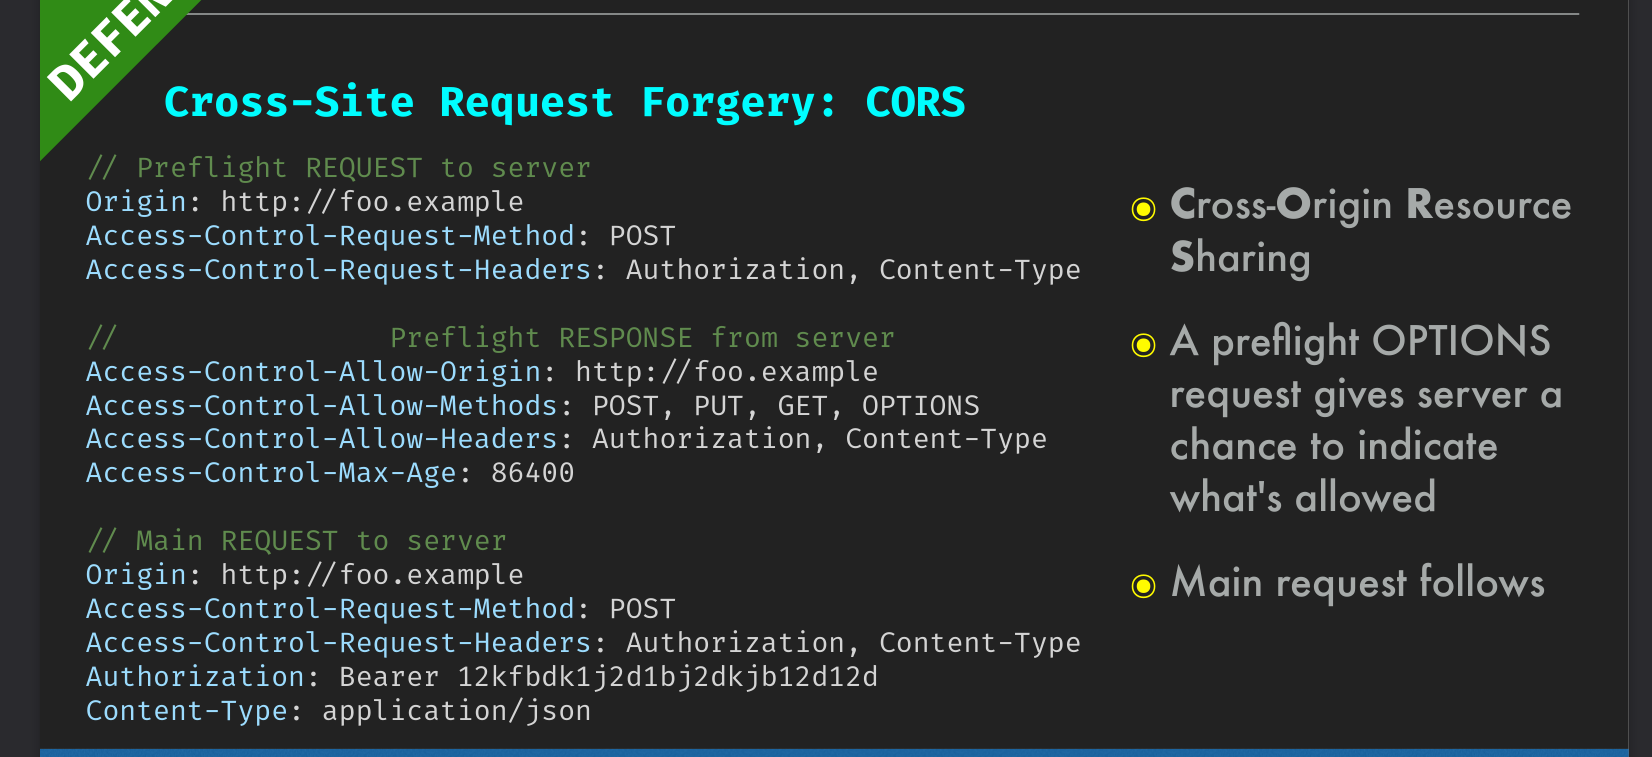 DEFEN
Cross-Site Request Forgery: CORS
// Preflight REQUEST to server
Origin: http://foo.example
Access-Control-Request-Method: POST
Access-Control-Request-Headers: Authorization, Content-Type
// Preflight RESPONSE from server
Access-Control-Allow-Origin: http://foo.example
Access-Control-Allow-Methods: POST, PUT, GET, OPTIONS
Access-Control-Allow-Headers: Authorization, Content-Type
Access-Control-Max-Age: 86400
// Main REQUEST to server
Origin: http://foo.example
Access-Control-Request-Method: POST
Access-Control-Request-Headers: Authorization, Content-Type
Authorization: Bearer 12kfbdk1j2d1bj2dkjb12d12d
Content-Type: application/json
Cross-Origin Resource
Sharing
A preflight OPTIONS
request gives server a
chance to indicate
what's allowed
Main request follows